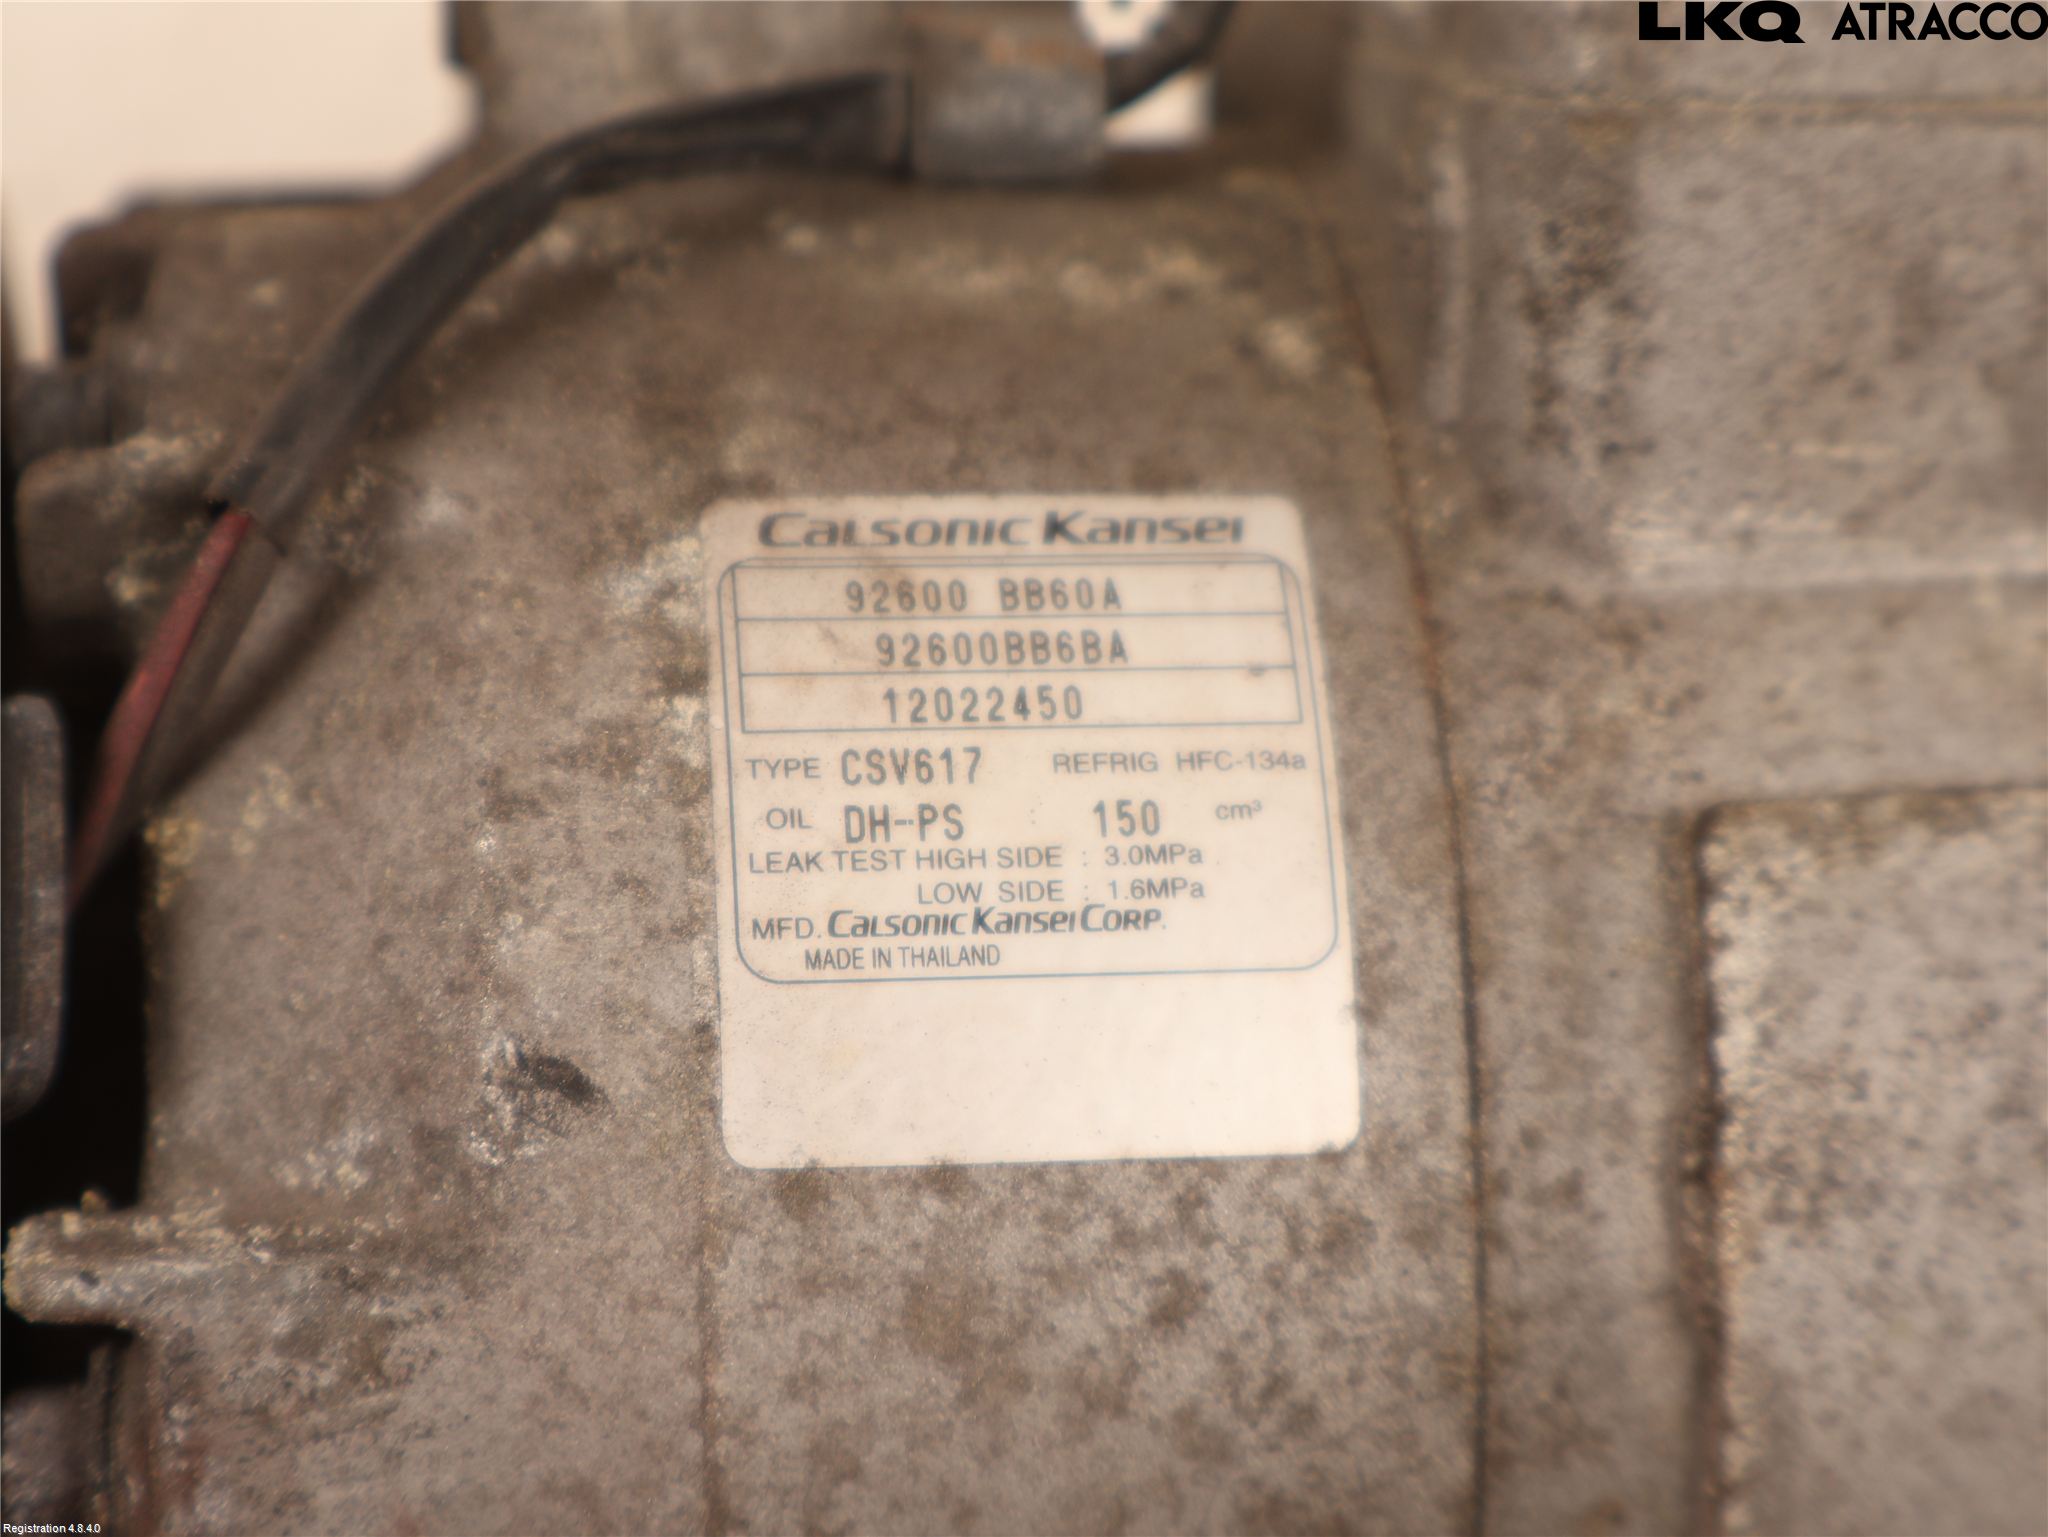 LKQ ATRACCO
CALSONIC KANSEI
92600 BB60A
92600BB6BA
12022450
TYPE CSV617 REFRIG HFC-134a
OIL DH-PS 150 cm³
LEAK TEST HIGH SIDE : 3.0MPa
LOW SIDE : 1.6MPa
MFD. CALSONIC KANSEI CORP.
MADE IN THAILAND
Registration 4.8.4.0